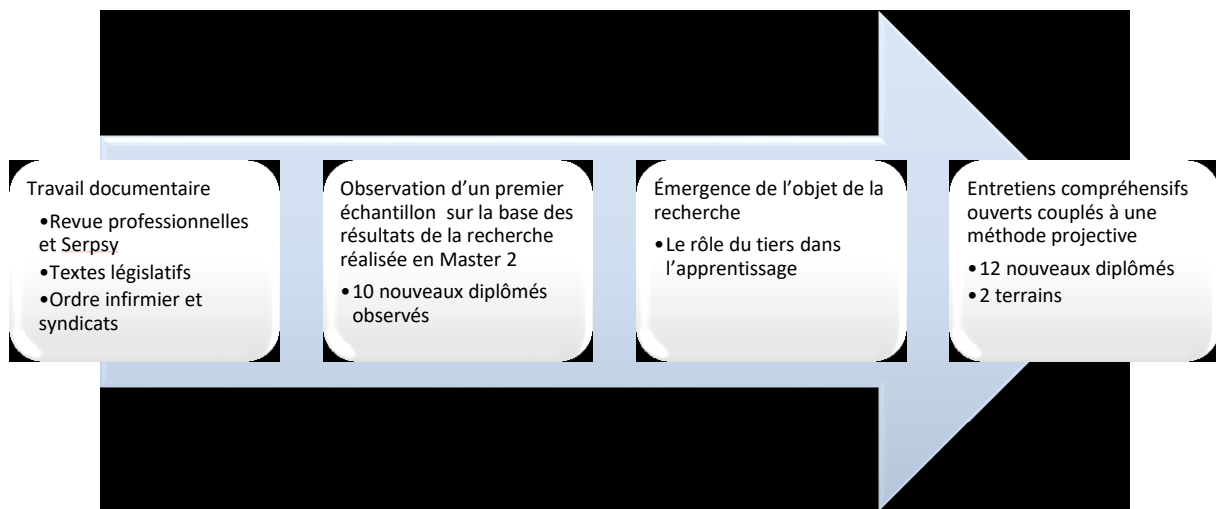 Travail documentaire
•Revue professionnelles
et Serpsy
•Textes législatifs
•Ordre infirmier et
syndicats
Observation d’un premier
échantillon sur la base des
résultats de la recherche
réalisée en Master 2
•10 nouveaux diplômés
observés
Émergence de l’objet de la
recherche
•Le rôle du tiers dans
l’apprentissage
Entretiens compréhensifs
ouverts couplés à une
méthode projective
•12 nouveaux diplômés
•2 terrains